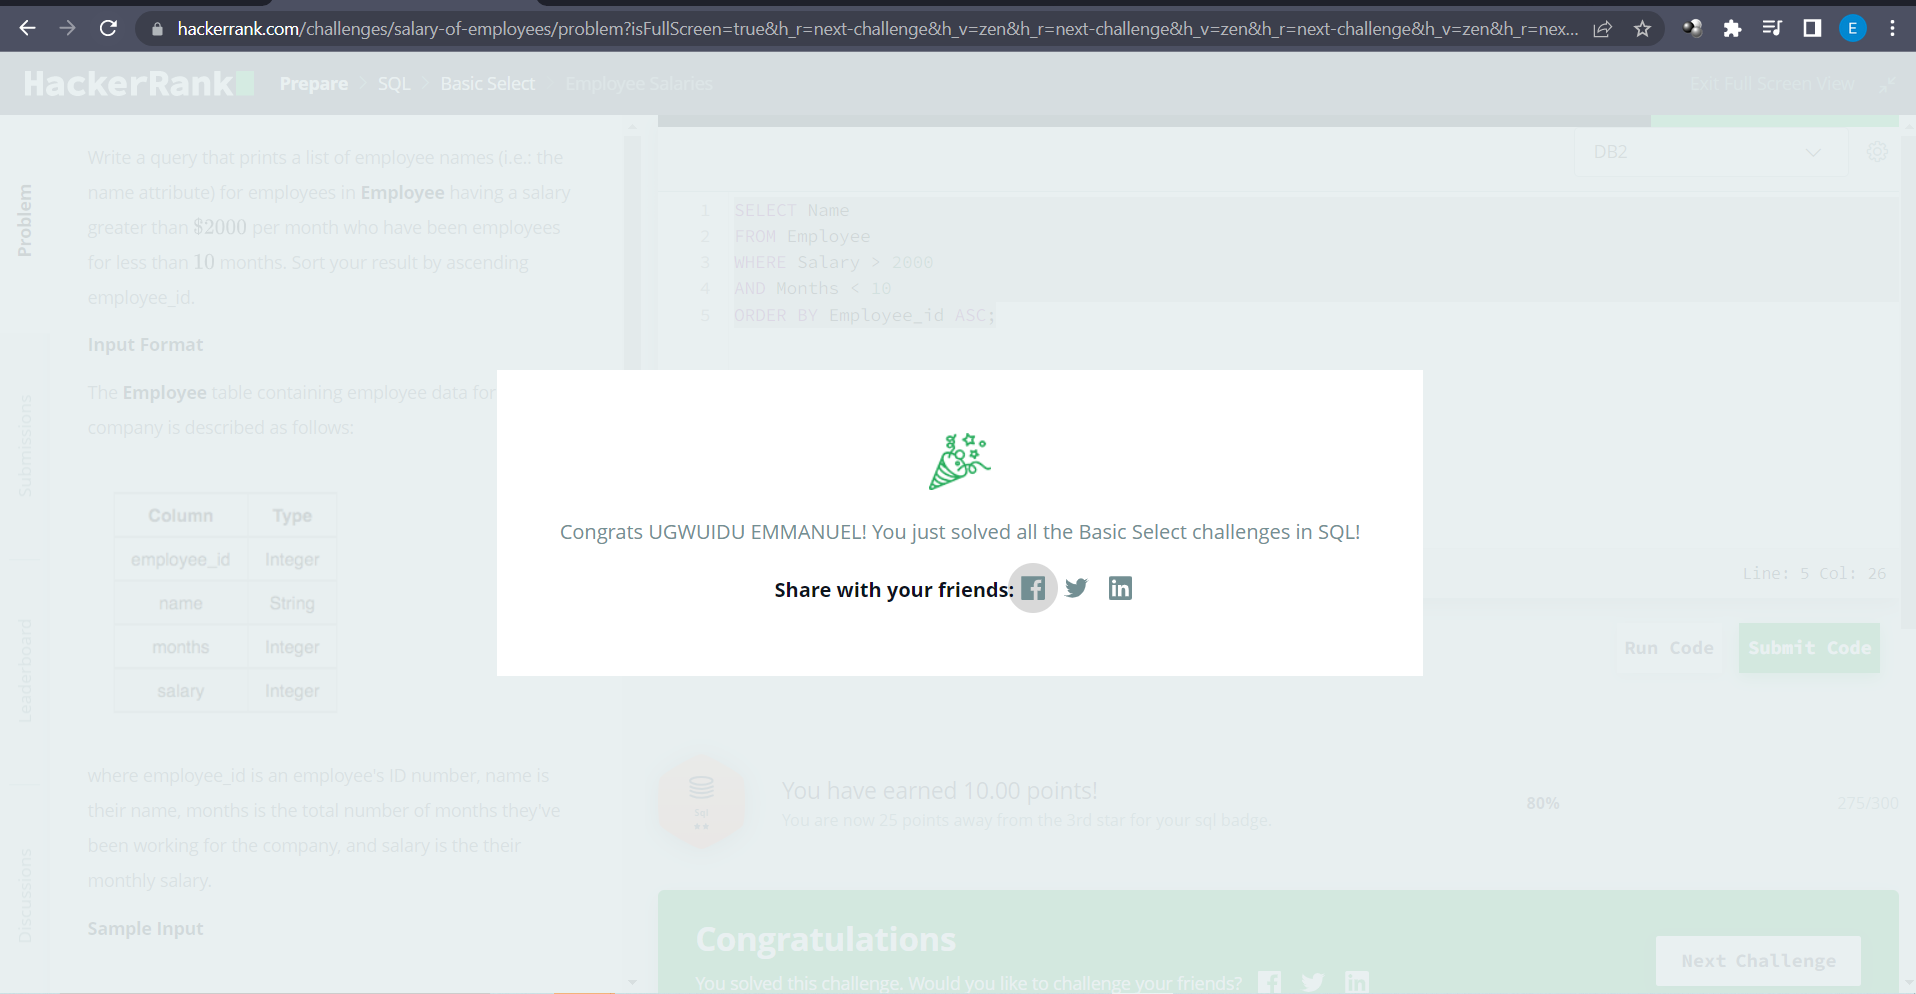 hackerrank.com/challenges/salary-of-employees/problem?isFullScreen=true&h_r=next-challenge&h_v=zen&h_r=next-challenge&h_v=zen&h_r=next-challenge&h_v=zen&h_r=nex...
E
HackerRank
Prepare > SQL > Basic Select > Employee Salaries
Exit Full Screen View
Problem
Submissions
Leaderboard
Discussions
Write a query that prints a list of employee names (i.e.: the
name attribute) for employees in Employee having a salary
greater than $2000 per month who have been employees
for less than 10 months. Sort your result by ascending
employee_id.
Input Format
The Employee table containing employee data for
company is described as follows:
Column Type
employee_id Integer
name String
months Integer
salary Integer
where employee_id is an employee's ID number, name is
their name, months is the total number of months they've
been working for the company, and salary is the their
monthly salary.
Sample Input
DB2
1 SELECT Name
2 FROM Employee
3 WHERE Salary > 2000
4 AND Months < 10
5 ORDER BY Employee_id ASC;
Congrats UGWUIDU EMMANUEL! You just solved all the Basic Select challenges in SQL!
Share with your friends:
Line: 5 Col: 26
Run Code
Submit Code
Sql
You have earned 10.00 points!
You are now 25 points away from the 3rd star for your sql badge.
80%
275/300
Congratulations
You solved this challenge. Would you like to challenge your friends?
Next Challenge